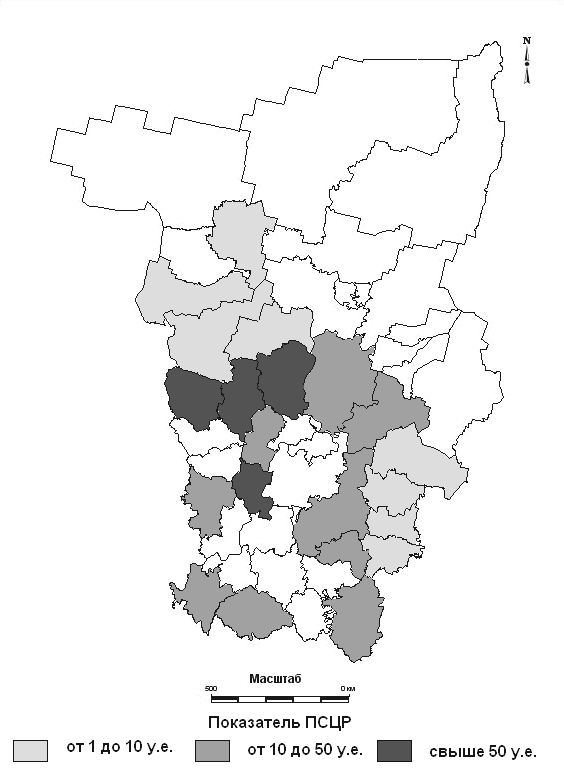 N
Масштаб
500 0 км
Показатель ПСЦР
от 1 до 10 у.е. от 10 до 50 у.е. свыше 50 у.е.